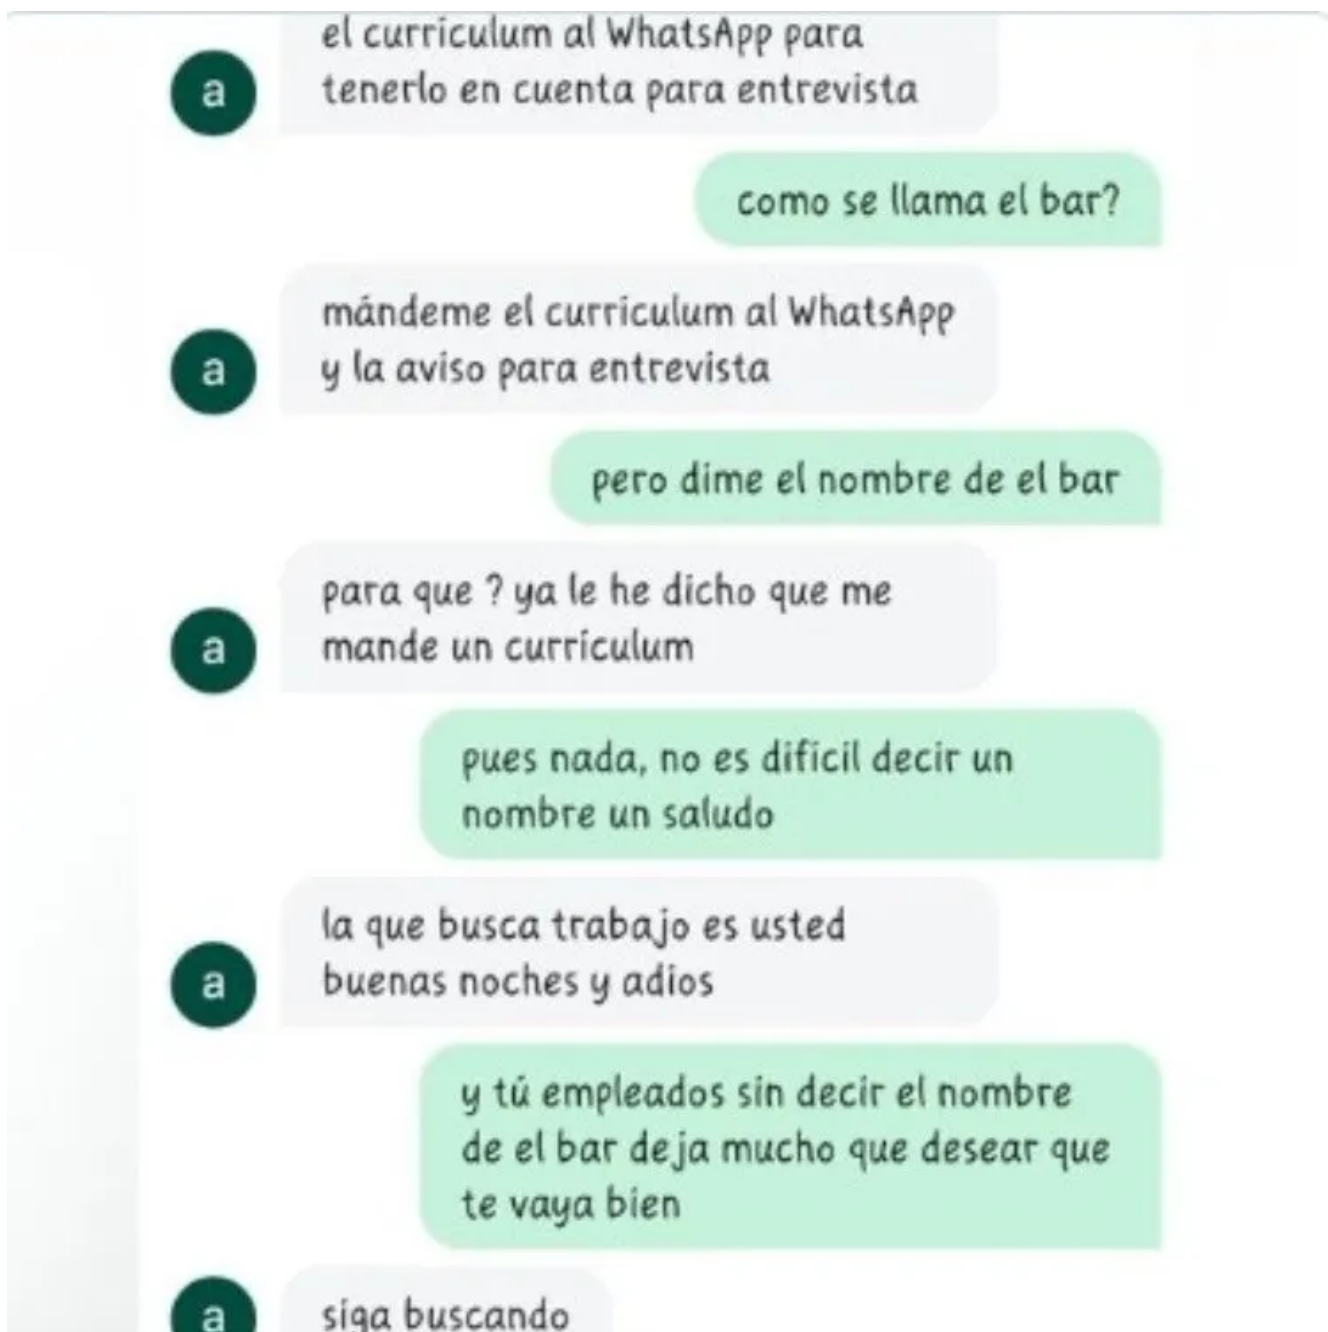 el currículum al WhatsApp para
tenerlo en cuenta para entrevista
a
como se llama el bar?
mándeme el currículum al WhatsApp
y la aviso para entrevista
a
pero dime el nombre de el bar
para que ? ya le he dicho que me
mande un currículum
a
pues nada, no es difícil decir un
nombre un saludo
la que busca trabajo es usted
buenas noches y adios
a
y tú empleados sin decir el nombre
de el bar deja mucho que desear que
te vaya bien
a
siga buscando